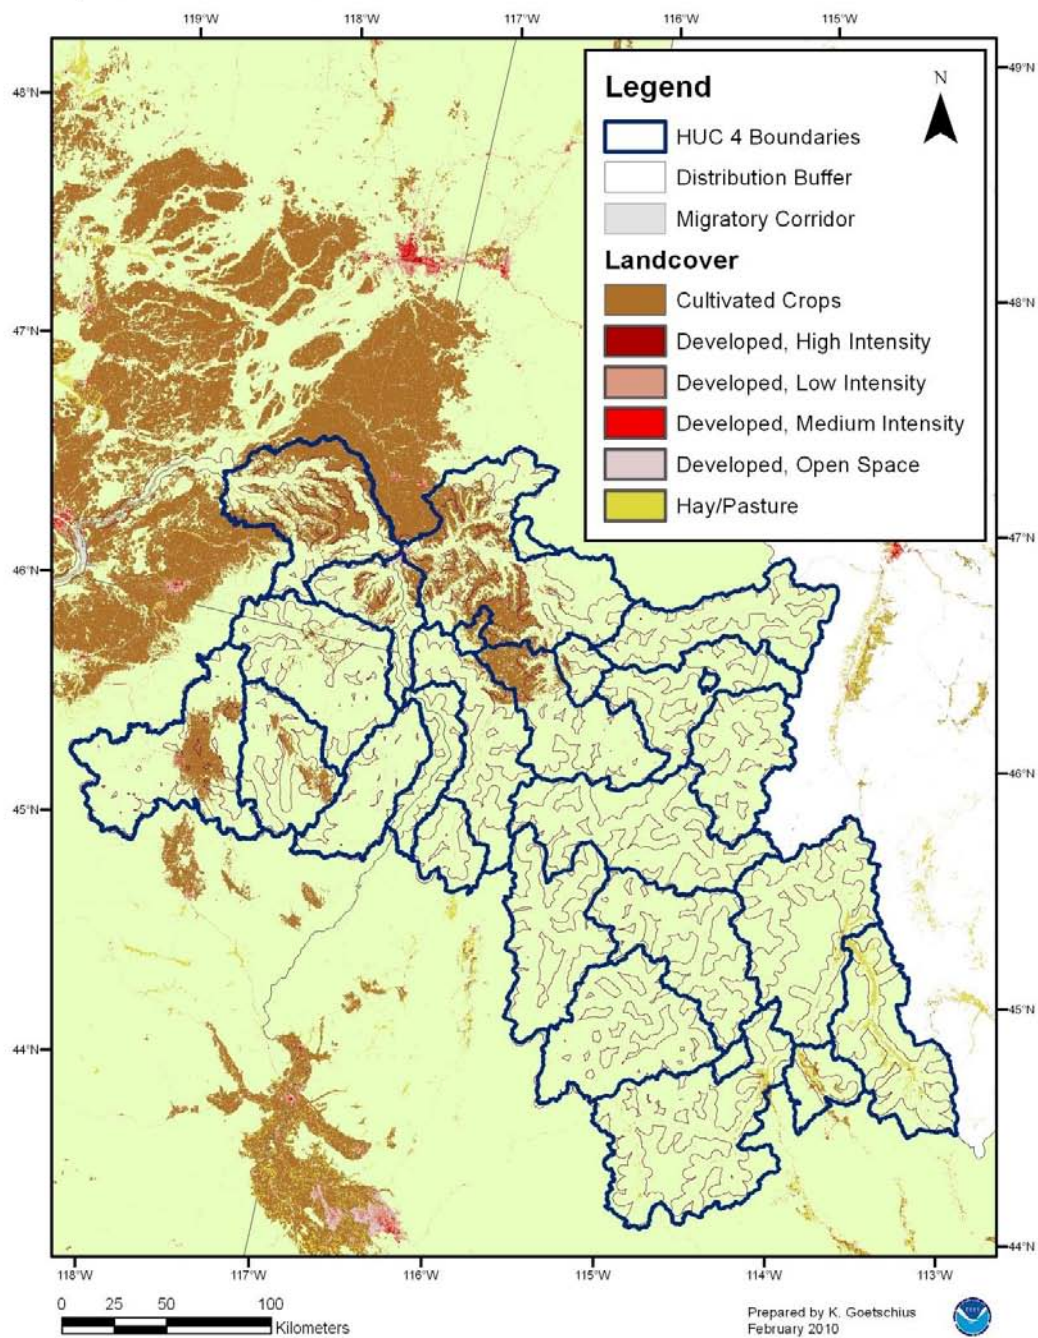 119°W 118°W 117°W 116°W 115°W
49°N
48°N
Legend
N
HUC 4 Boundaries
Distribution Buffer
Migratory Corridor
Landcover
Cultivated Crops
48°N
47°N
Developed, High Intensity
Developed, Low Intensity
Developed, Medium Intensity
Developed, Open Space
Hay/Pasture
47°N
46°N
46°N
45°N
45°N
44°N
44°N
118°W 117°W 116°W 115°W 114°W 113°W
0 25 50 100
Kilometers
Prepared by K. Goetschius
February 2010